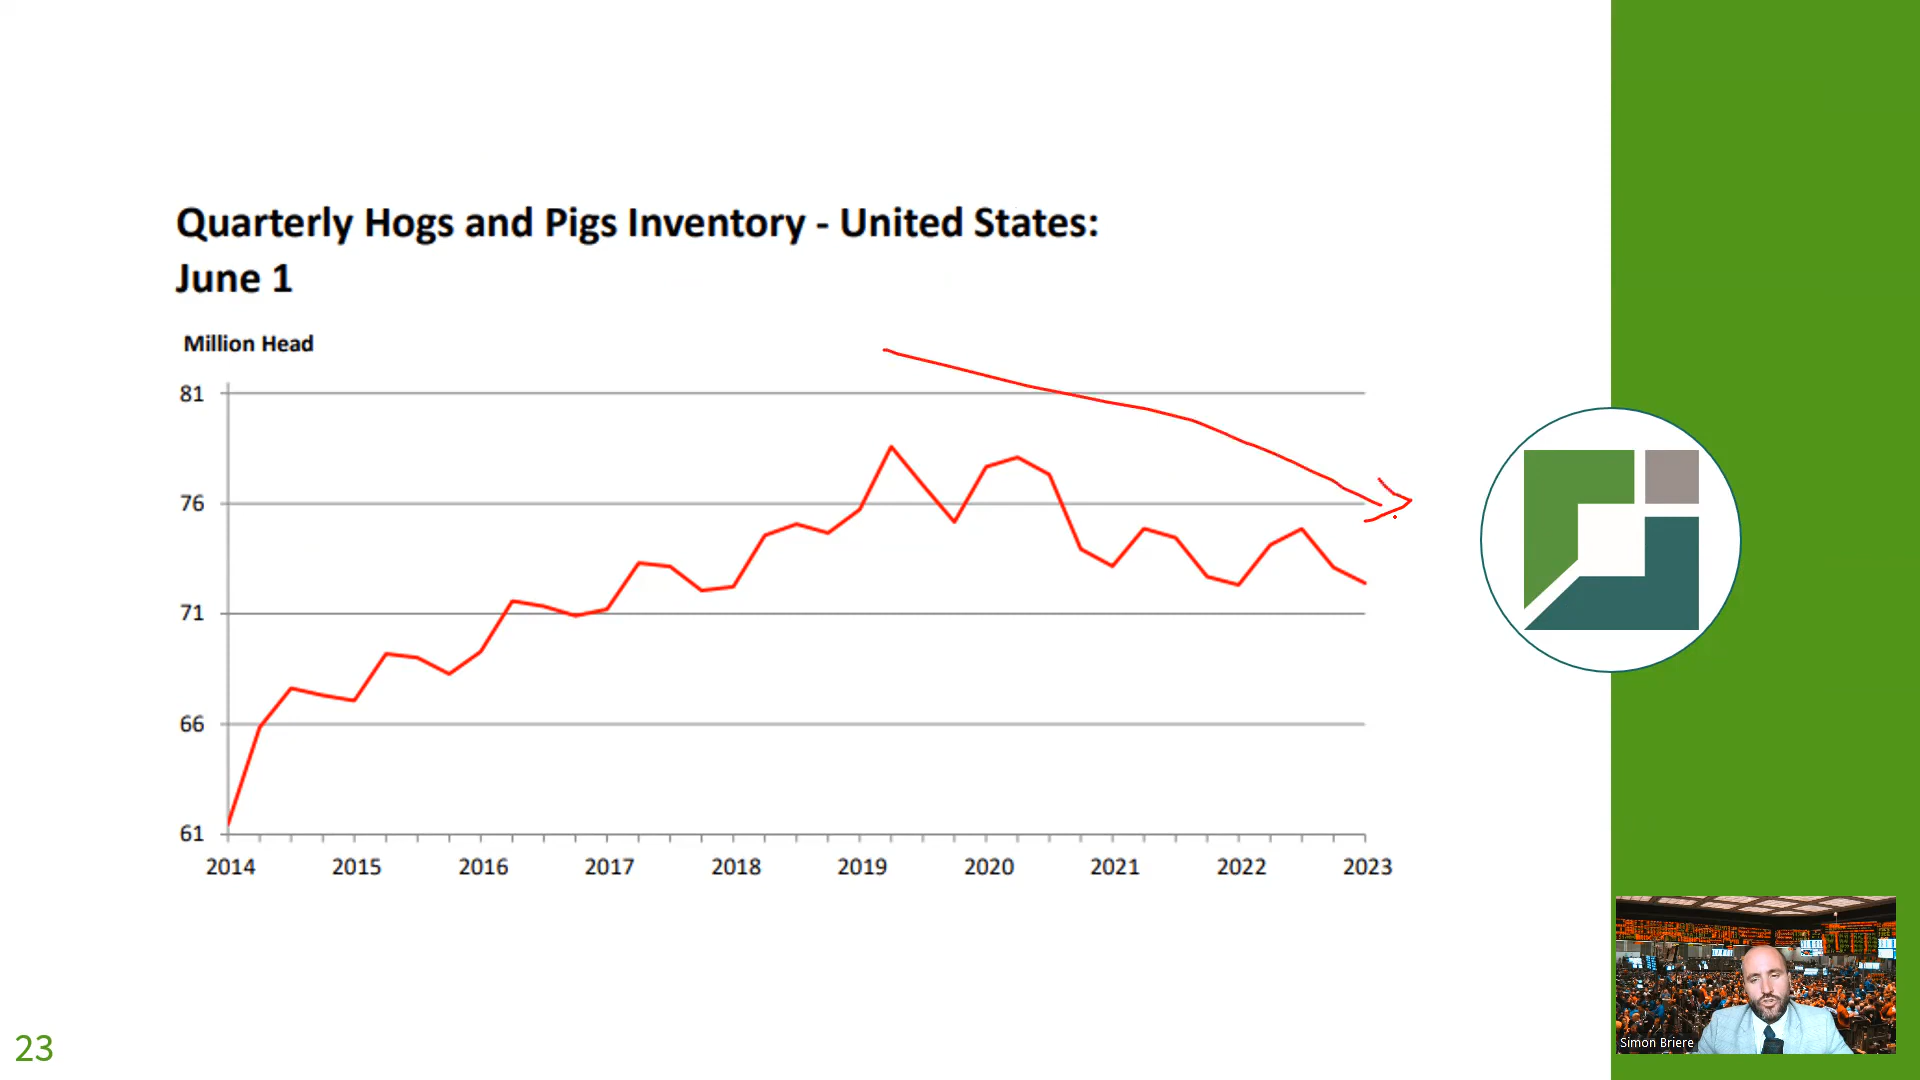 Quarterly Hogs and Pigs Inventory - United States:
June 1
Million Head
81
76
71
66
61
2014 2015 2016 2017 2018 2019 2020 2021 2022 2023
Simon Briere
23